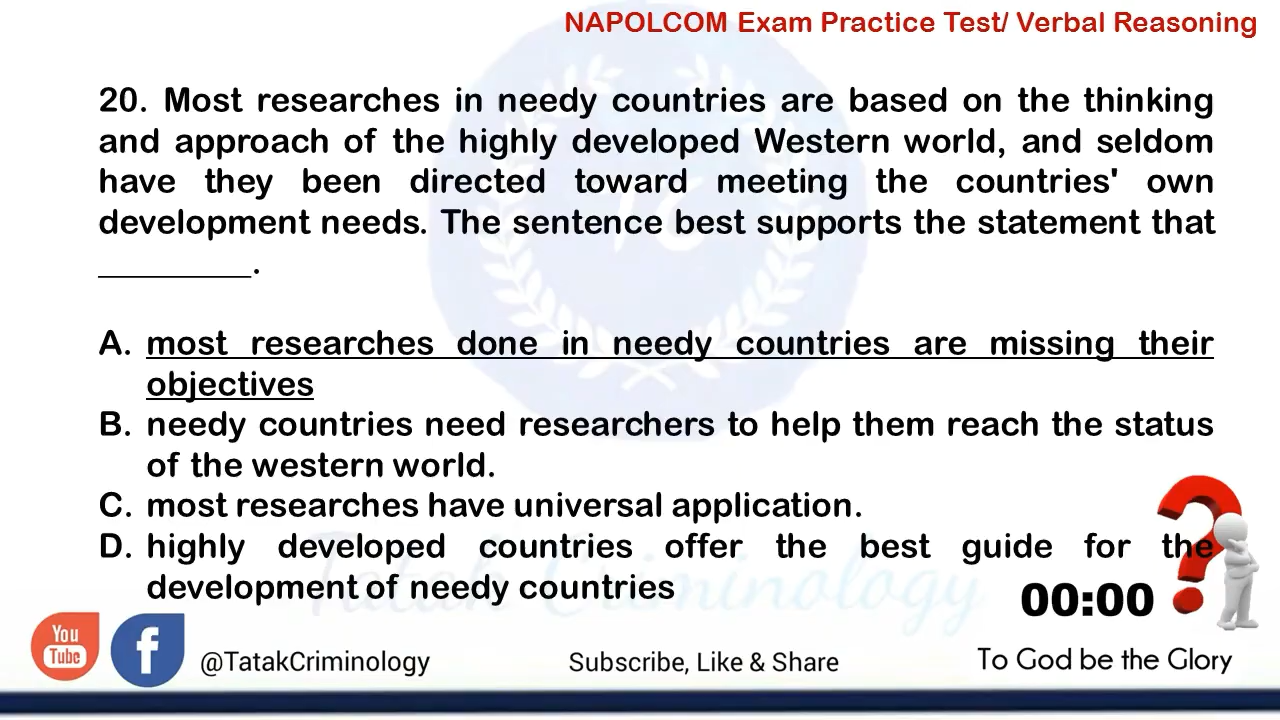 NAPOLCOM Exam Practice Test/ Verbal Reasoning
20. Most researches in needy countries are based on the thinking
and approach of the highly developed Western world, and seldom
have they been directed toward meeting the countries' own
development needs. The sentence best supports the statement that
_________.
A. most researches done in needy countries are missing their
objectives
B. needy countries need researchers to help them reach the status
of the western world.
C. most researches have universal application.
D. highly developed countries offer the best guide for the
development of needy countries
Tatak Criminology
00:00
You
Tube
f
@TatakCriminology
Subscribe, Like & Share
To God be the Glory